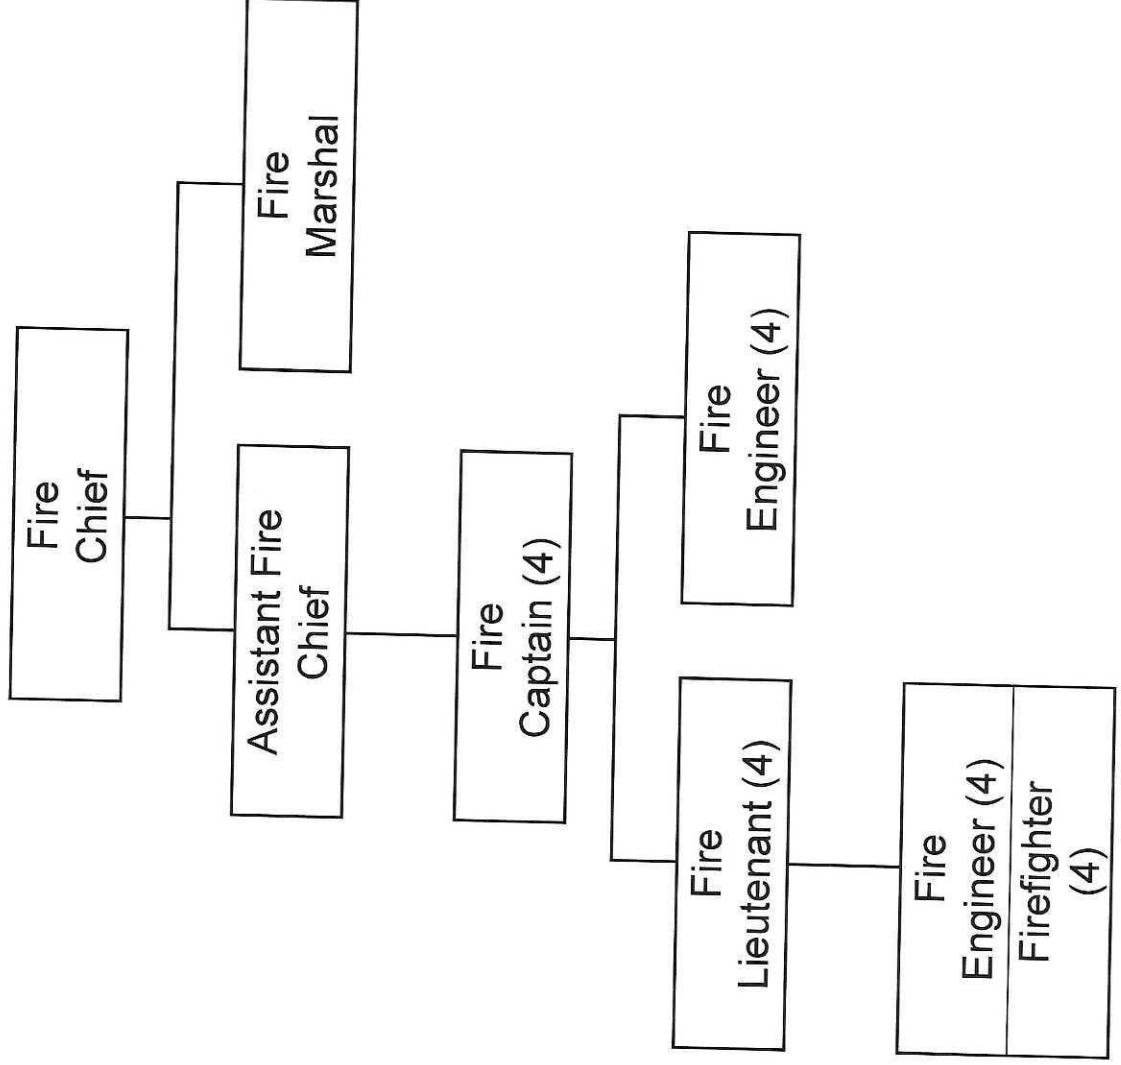 Fire
Chief
Assistant Fire
Chief
Fire
Marshal
Fire
Captain (4)
Fire
Lieutenant (4)
Fire
Engineer (4)
Fire
Engineer (4)
Firefighter
(4)